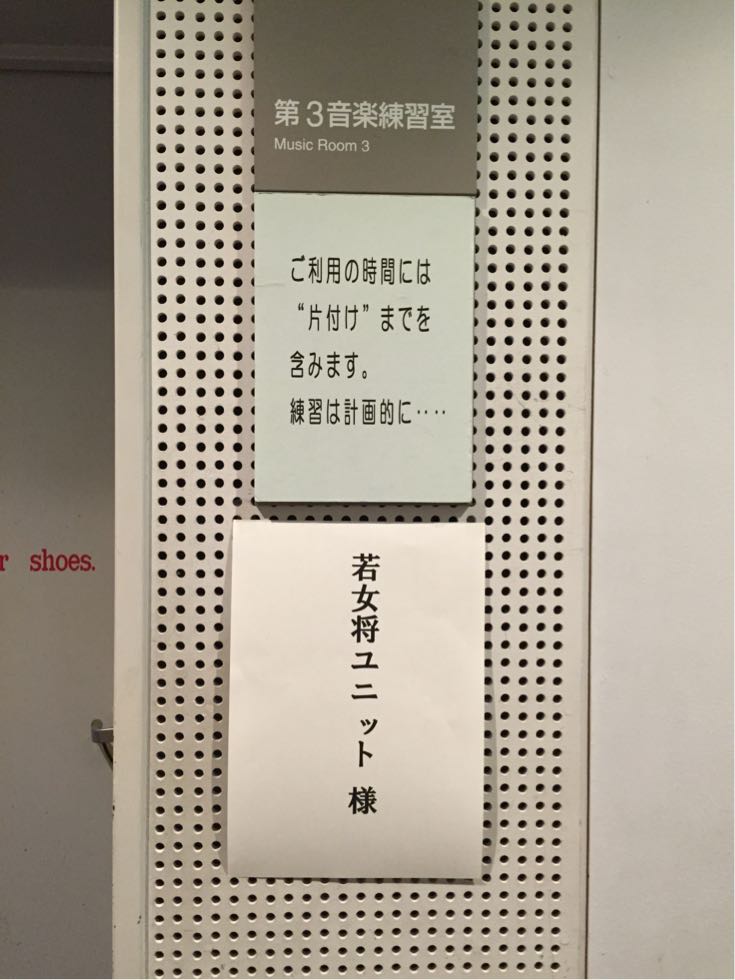 第3音楽練習室
Music Room 3
ご利用の時間には
“片付け”までを
含みます。
練習は計画的に‥‥
若女将ユニット 様
shoes.